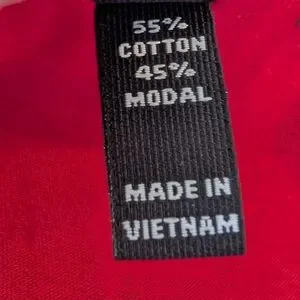 55%
COTTON
45%
MODAL
MADE IN
VIETNAM